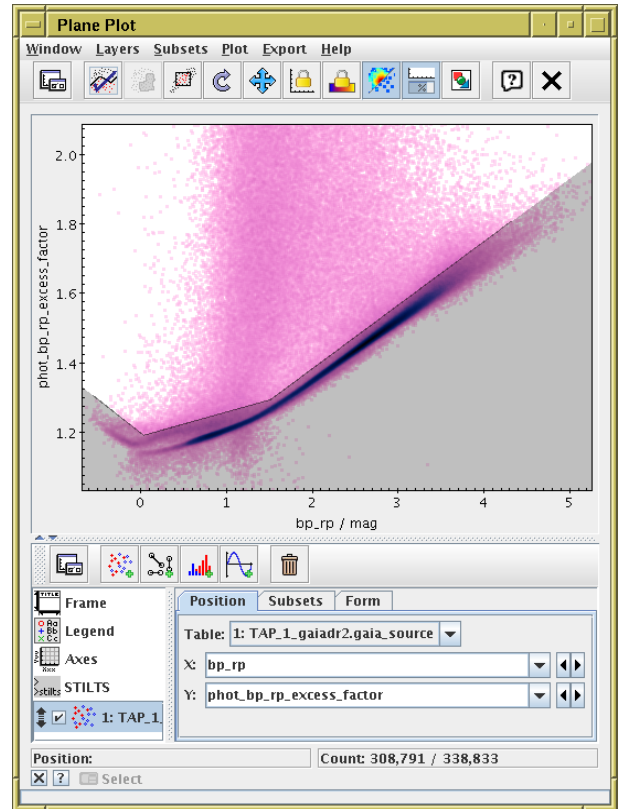 Plane Plot
Window Layers Subsets Plot Export Help
2.0
1.8
1.6
1.4
1.2
phot_bp_rp_excess_factor
0 1 2 3 4 5
bp_rp / mag
Frame
Legend
Axes
STILTS
1: TAP_1_
Position Subsets Form
Table: 1: TAP_1_gaiadr2.gaia_source
X: bp_rp
Y: phot_bp_rp_excess_factor
Position: Count: 308,791 / 338,833
Select